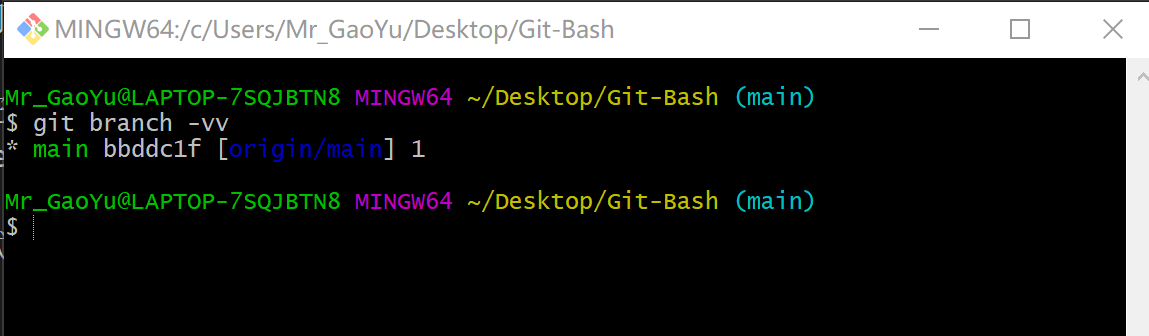 MINGW64:/c/Users/Mr_GaoYu/Desktop/Git-Bash
Mr_GaoYu@LAPTOP-7SQJBTN8 MINGW64 ~/Desktop/Git-Bash (main)
$ git branch -vv
* main bbddc1f [origin/main] 1
Mr_GaoYu@LAPTOP-7SQJBTN8 MINGW64 ~/Desktop/Git-Bash (main)
$